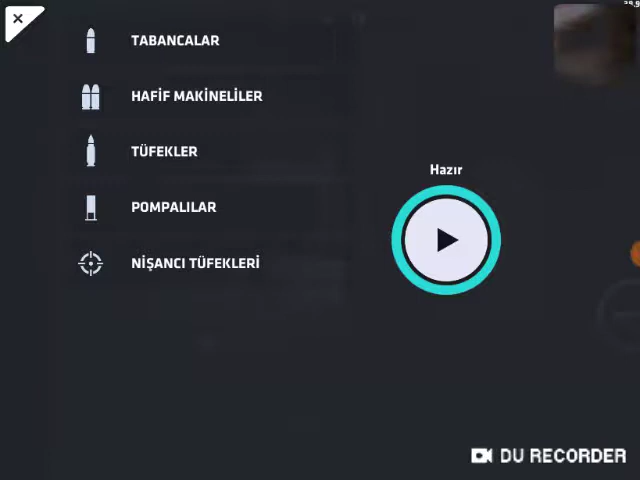 TABANCALAR
HAFİF MAKİNELİLER
TÜFEKLER
POMPALILAR
NİŞANCI TÜFEKLERİ
Hazır
DU RECORDER